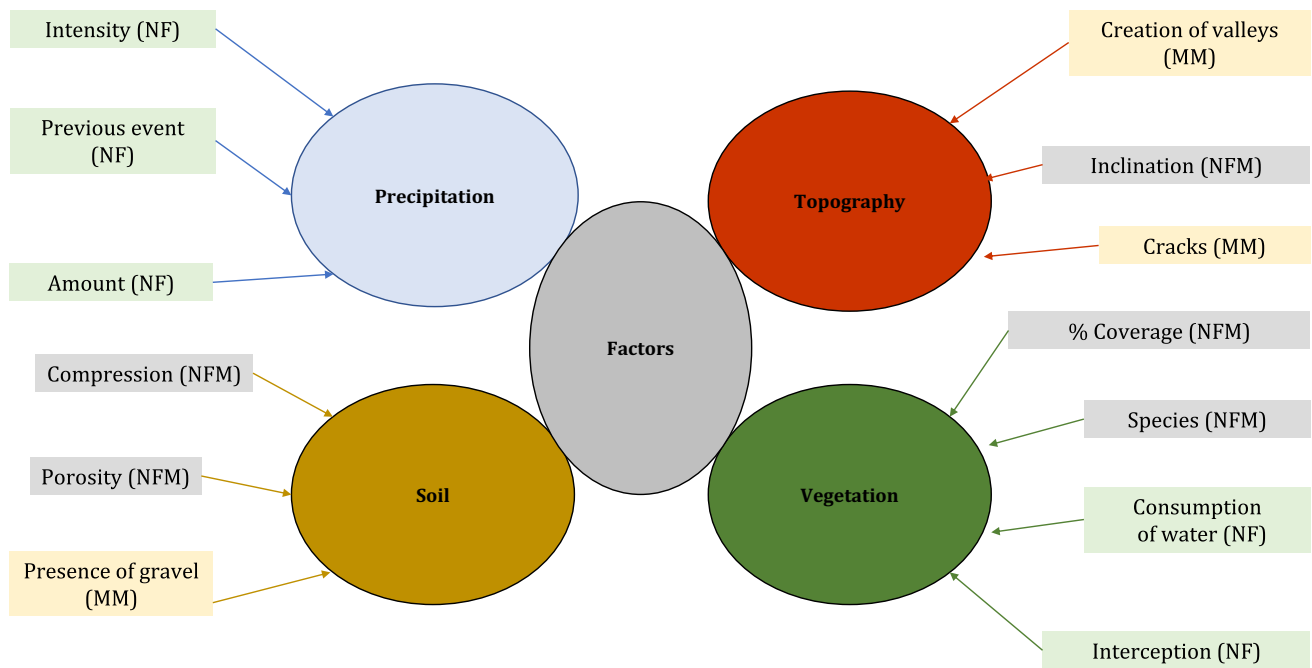 Intensity (NF)
Previous event
(NF)
Amount (NF)
Precipitation
Creation of valleys
(MM)
Inclination (NFM)
Cracks (MM)
Topography
Factors
Compression (NFM)
Porosity (NFM)
Presence of gravel
(MM)
Soil
% Coverage (NFM)
Species (NFM)
Consumption
of water (NF)
Interception (NF)
Vegetation